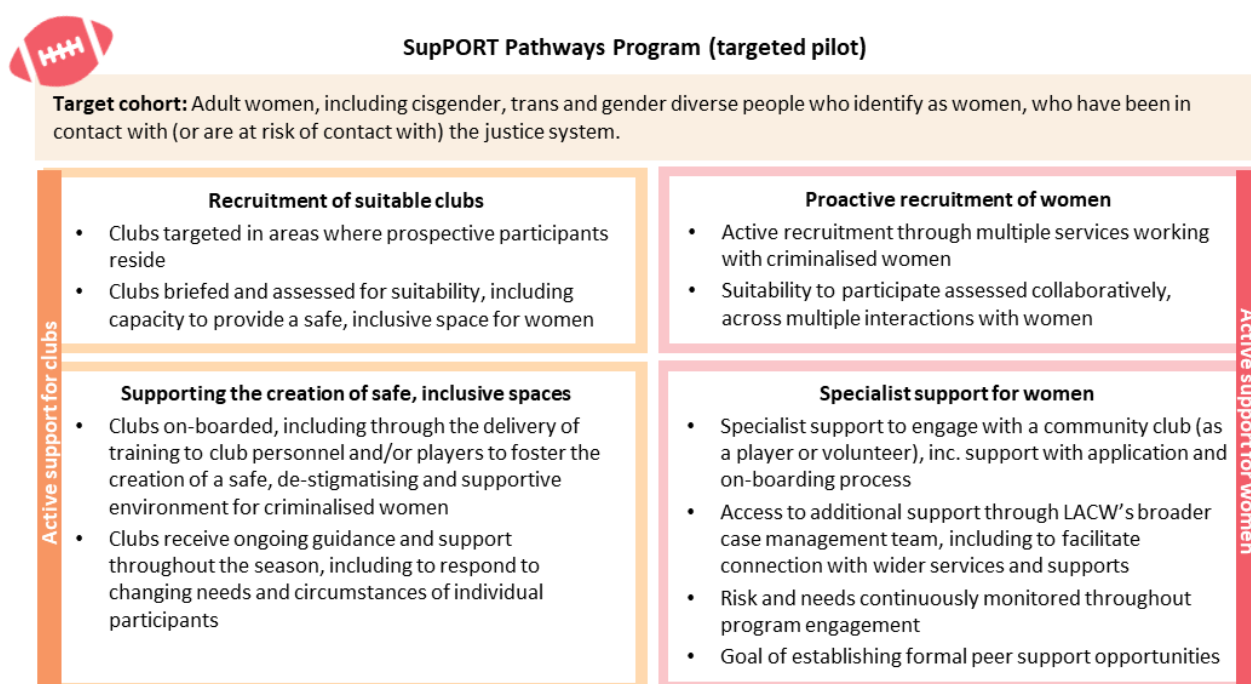 SupPORT Pathways Program (targeted pilot)
Target cohort: Adult women, including cisgender, trans and gender diverse people who identify as women, who have been in
contact with (or are at risk of contact with) the justice system.
Active support for clubs
Recruitment of suitable clubs
• Clubs targeted in areas where prospective participants
reside
• Clubs briefed and assessed for suitability, including
capacity to provide a safe, inclusive space for women
Supporting the creation of safe, inclusive spaces
• Clubs on-boarded, including through the delivery of
training to club personnel and/or players to foster the
creation of a safe, de-stigmatising and supportive
environment for criminalised women
• Clubs receive ongoing guidance and support
throughout the season, including to respond to
changing needs and circumstances of individual
participants
Proactive recruitment of women
• Active recruitment through multiple services working
with criminalised women
• Suitability to participate assessed collaboratively,
across multiple interactions with women
Specialist support for women
• Specialist support to engage with a community club (as
a player or volunteer), inc. support with application and
on-boarding process
• Access to additional support through LACW's broader
case management team, including to facilitate
connection with wider services and supports
• Risk and needs continuously monitored throughout
program engagement
• Goal of establishing formal peer support opportunities
Active support for women